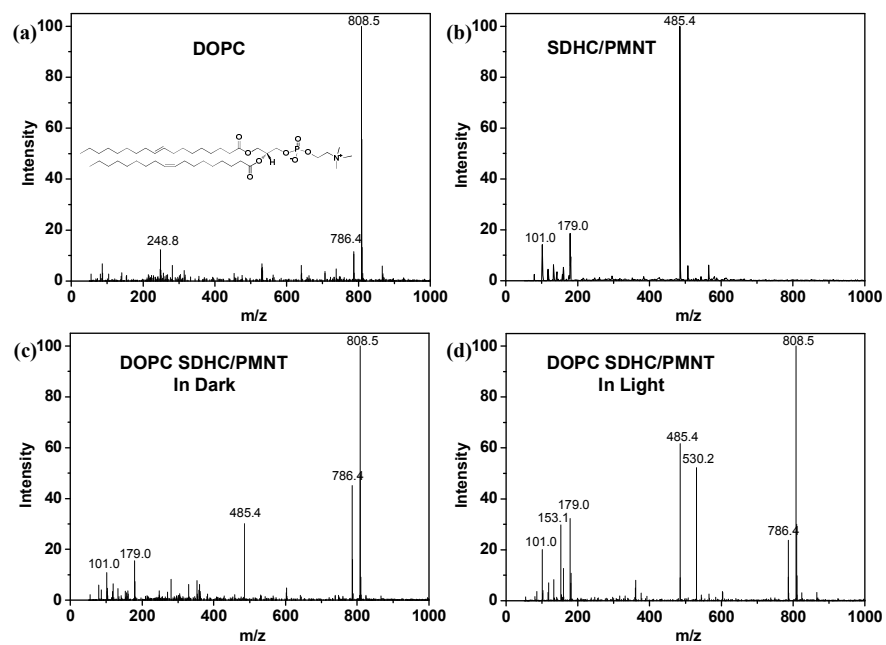 (a)
DOPC
808.5
786.4
248.8
O
O
O
O
H
O
P
O
O
-O
N+
Intensity
100
80
60
40
20
0
0 200 400 600 800 1000
m/z
(b)
SDHC/PMNT
485.4
179.0
101.0
Intensity
100
80
60
40
20
0
0 200 400 600 800 1000
m/z
(c)
DOPC SDHC/PMNT
In Dark
808.5
786.4
485.4
179.0
101.0
Intensity
100
80
60
40
20
0
0 200 400 600 800 1000
m/z
(d)
DOPC SDHC/PMNT
In Light
808.5
485.4
530.2
179.0
153.1
786.4
101.0
Intensity
100
80
60
40
20
0
0 200 400 600 800 1000
m/z